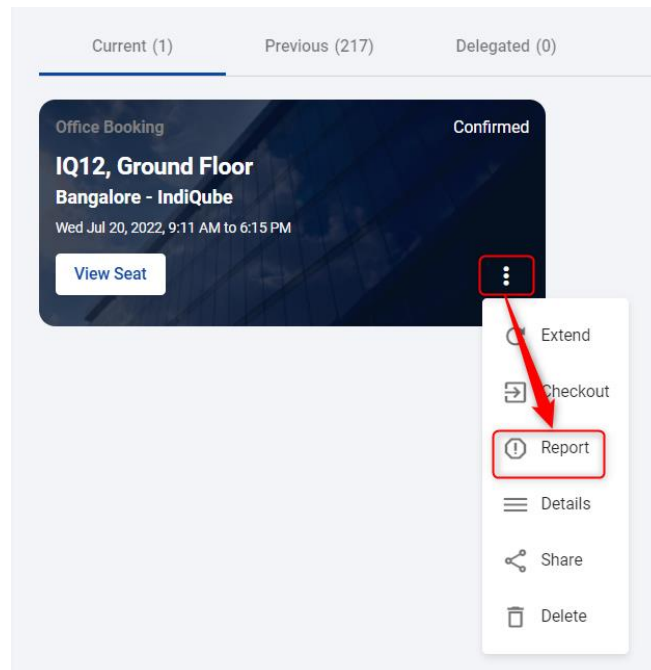 Current (1) Previous (217) Delegated (0)
Office Booking Confirmed
IQ12, Ground Floor
Bangalore - IndiQube
Wed Jul 20, 2022, 9:11 AM to 6:15 PM
View Seat
Extend
Checkout
Report
Details
Share
Delete